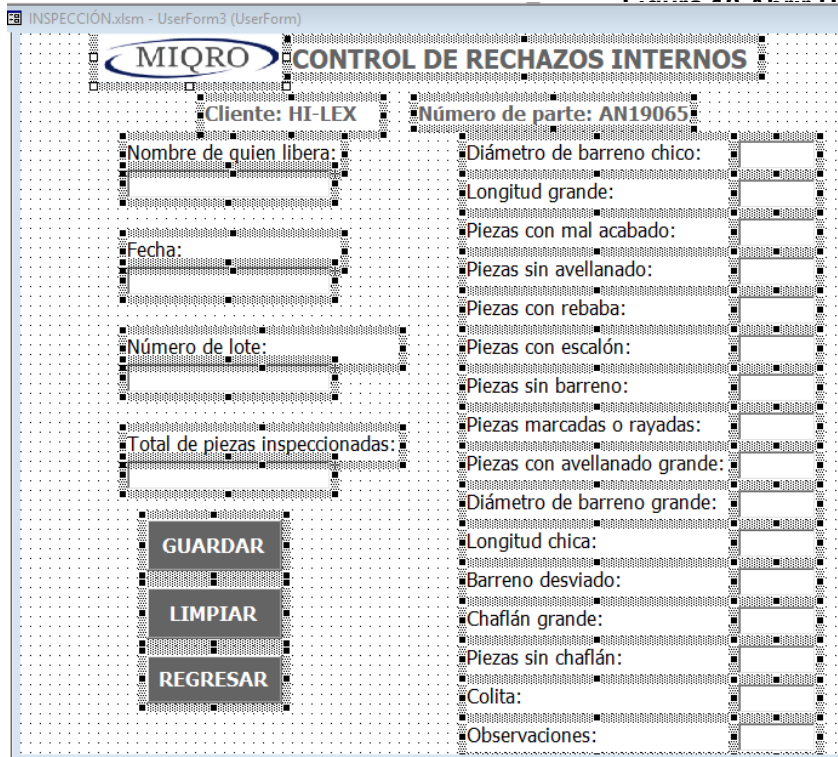 INSPECCIÓN.xlsm - UserForm3 (UserForm)
MIQRO
CONTROL DE RECHAZOS INTERNOS
Cliente: HI-LEX
Número de parte: AN19065
Nombre de quien libera:
Fecha:
Número de lote:
Total de piezas inspeccionadas:
GUARDAR
LIMPIAR
REGRESAR
Diámetro de barreno chico:
Longitud grande:
Piezas con mal acabado:
Piezas sin avellanado:
Piezas con rebaba:
Piezas con escalón:
Piezas sin barreno:
Piezas marcadas o rayadas:
Piezas con avellanado grande:
Diámetro de barreno grande:
Longitud chica:
Barreno desviado:
Chaflán grande:
Piezas sin chaflán:
Colita:
Observaciones: